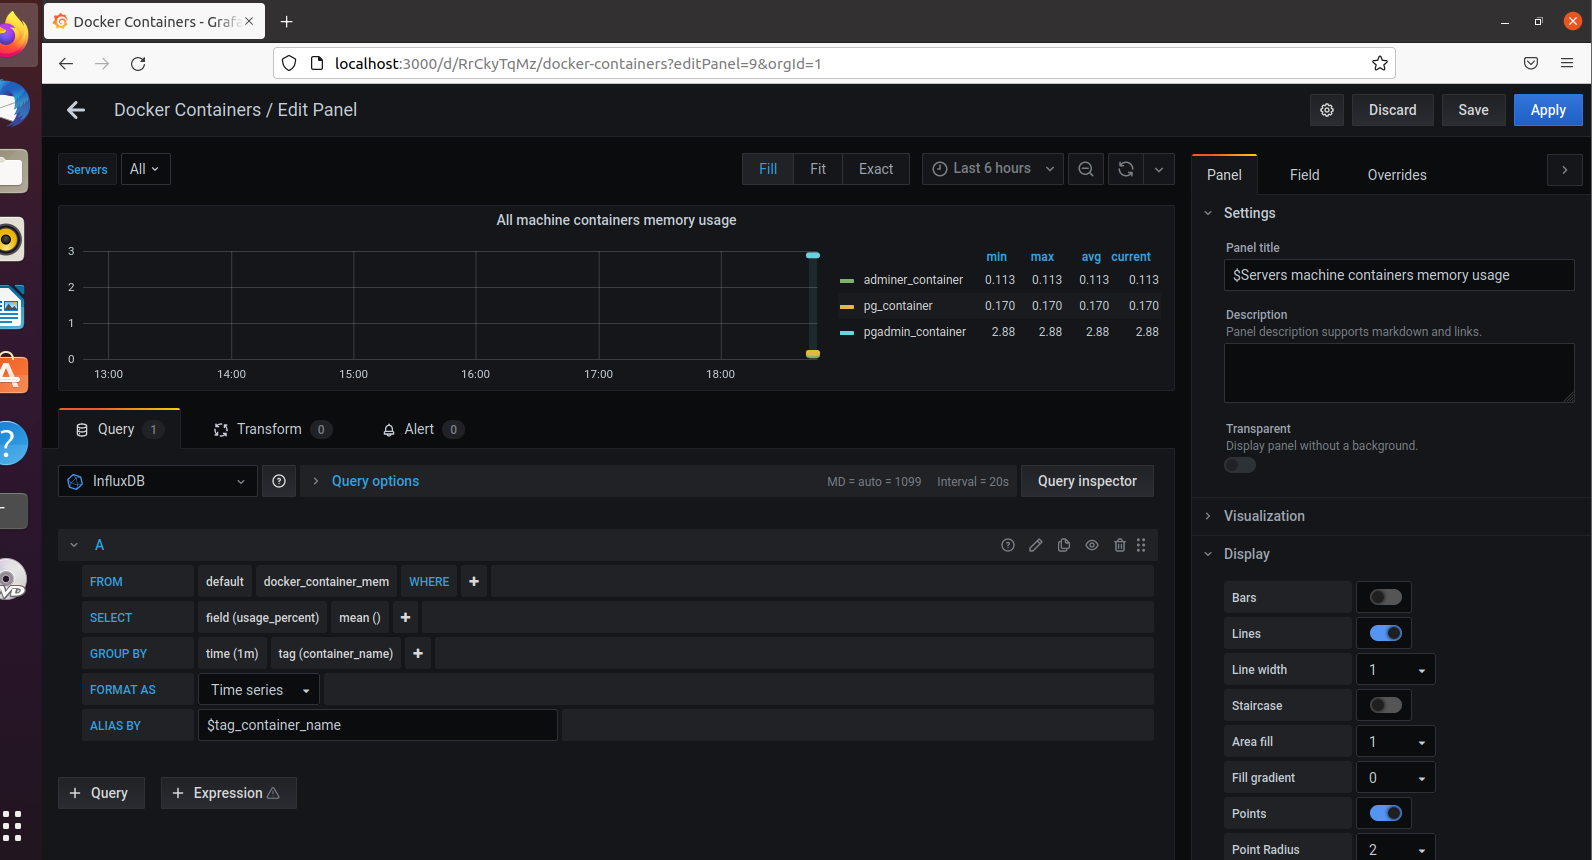 Docker Containers - Grafa
localhost:3000/d/RrCkyTqMz/docker-containers?editPanel=9&orgId=1
Docker Containers / Edit Panel
Discard
Save
Apply
Servers
All
Fill
Fit
Exact
Last 6 hours
All machine containers memory usage
3
2
1
0
13:00
14:00
15:00
16:00
17:00
18:00
min max avg current
adminer_container 0.113 0.113 0.113 0.113
pg_container 0.170 0.170 0.170 0.170
pgadmin_container 2.88 2.88 2.88 2.88
Query 1
Transform 0
Alert 0
InfluxDB
Query options
MD = auto = 1099
Interval = 20s
Query inspector
A
FROM default docker_container_mem WHERE +
SELECT field (usage_percent) mean () +
GROUP BY time (1m) tag (container_name) +
FORMAT AS Time series
ALIAS BY $tag_container_name
+ Query
+ Expression
Panel
Field
Overrides
Settings
Panel title
$Servers machine containers memory usage
Description
Panel description supports markdown and links.
Transparent
Display panel without a background.
Visualization
Display
Bars
Lines
Line width 1
Staircase
Area fill 1
Fill gradient 0
Points
Point Radius 2